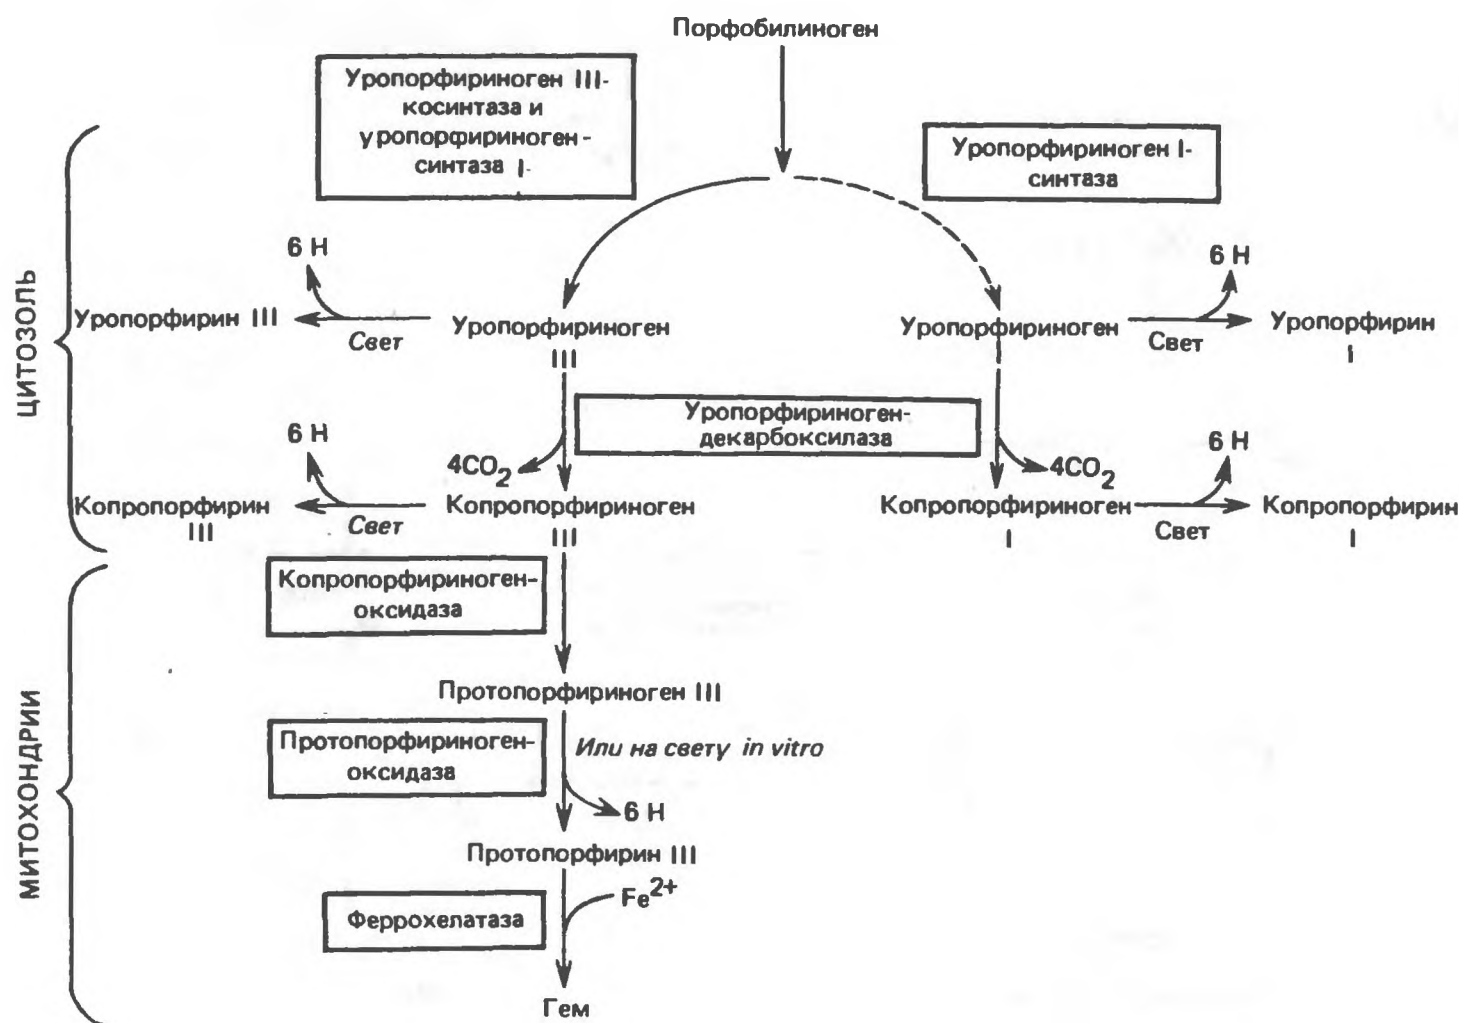 Порфобилиноген
Уропорфириноген III-
косинтаза и
уропорфириноген-
синтаза I-
Уропорфириноген I-
синтаза
ЦИТОЗОЛЬ
6 H
6 H
Уропорфирин III
Свет
Уропорфириноген
III
Уропорфириноген
Свет
Уропорфирин
I
Уропорфириноген-
декарбоксилаза
6 H
4CO2
4CO2
6 H
Копропорфирин
III
Свет
Копропорфириноген
III
Копропорфириноген
I
Свет
Копропорфирин
I
МИТОХОНДРИИ
Копропорфириноген-
оксидаза
Протопорфириноген III
Протопорфириноген-
оксидаза
Или на свету in vitro
6 H
Протопорфирин III
Феррохелатаза
Fe2+
Гем